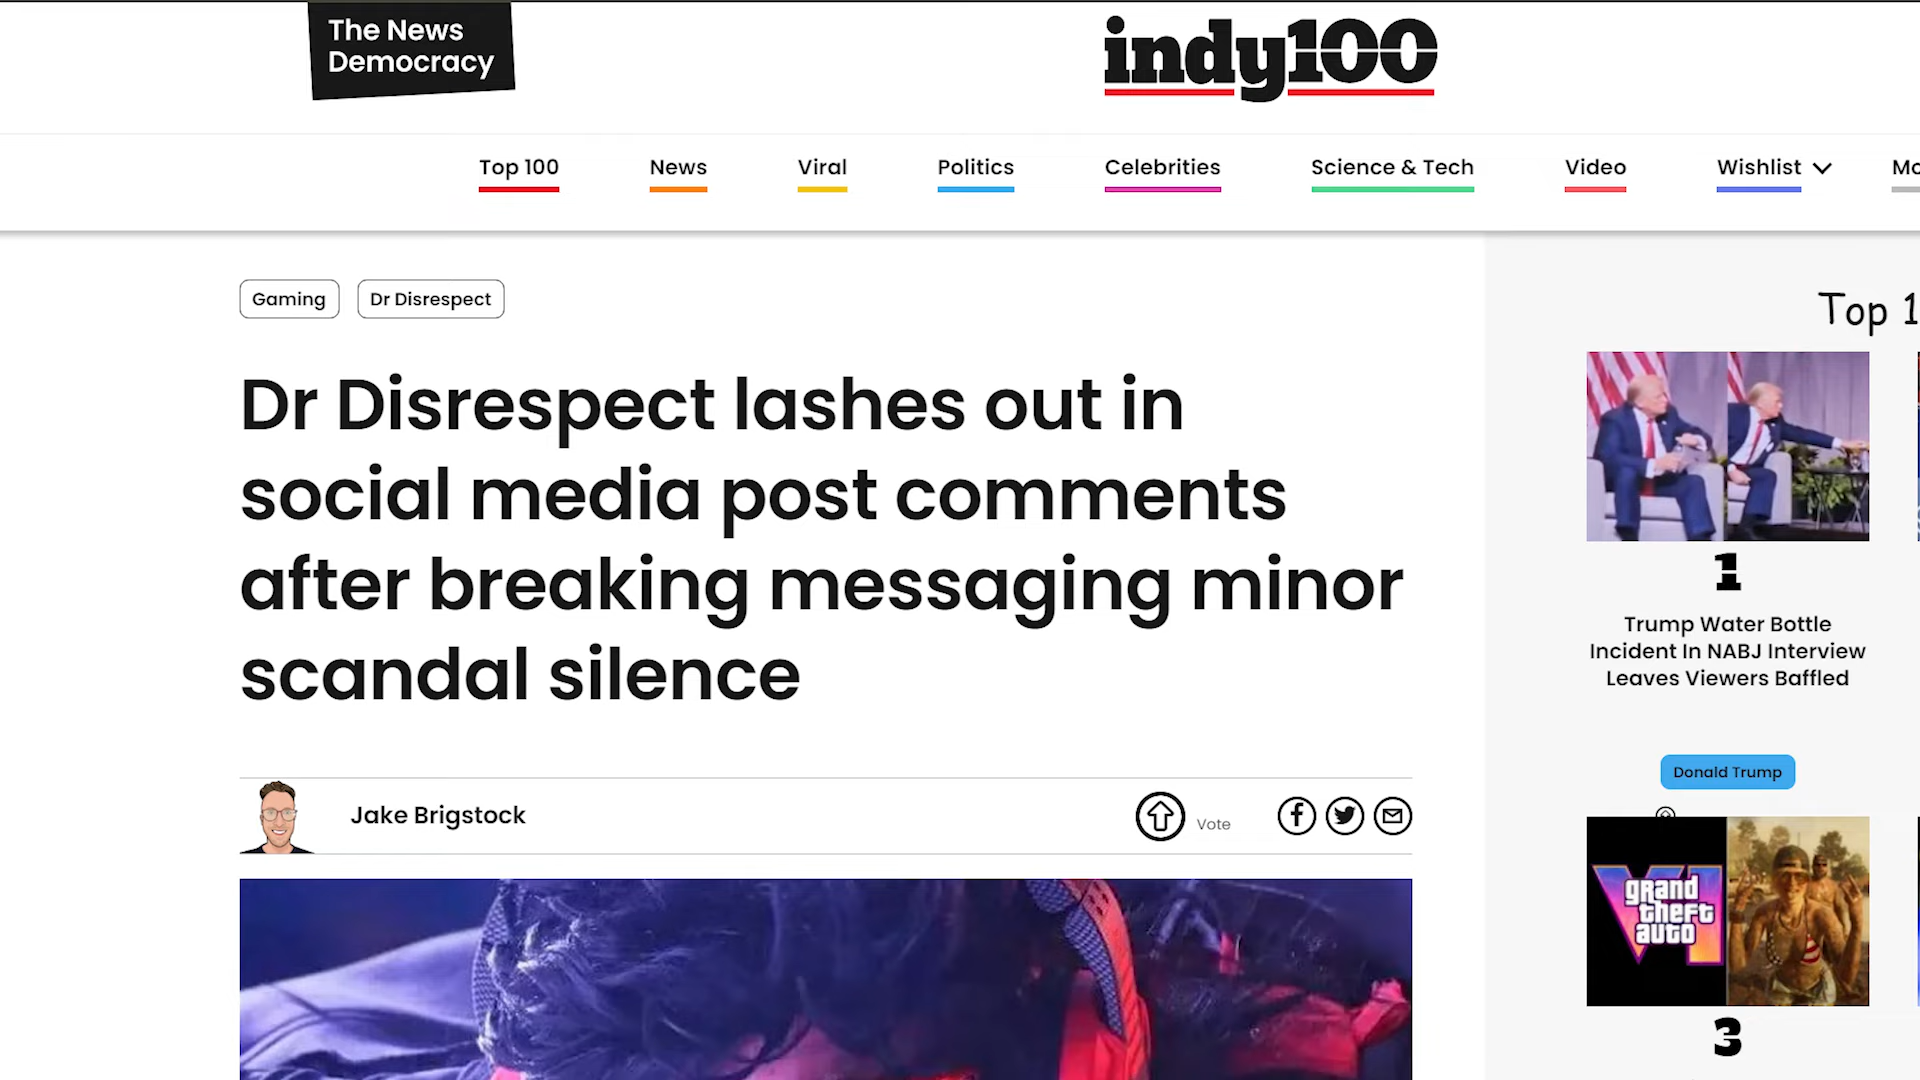 The News
Democracy
indy100
Top 100
News
Viral
Politics
Celebrities
Science & Tech
Video
Wishlist
Gaming
Dr Disrespect
Dr Disrespect lashes out in
social media post comments
after breaking messaging minor
scandal silence
Jake Brigstock
Vote
Top 1
1
Trump Water Bottle
Incident In NABJ Interview
Leaves Viewers Baffled
Donald Trump
VI
grand
theft
auto
3